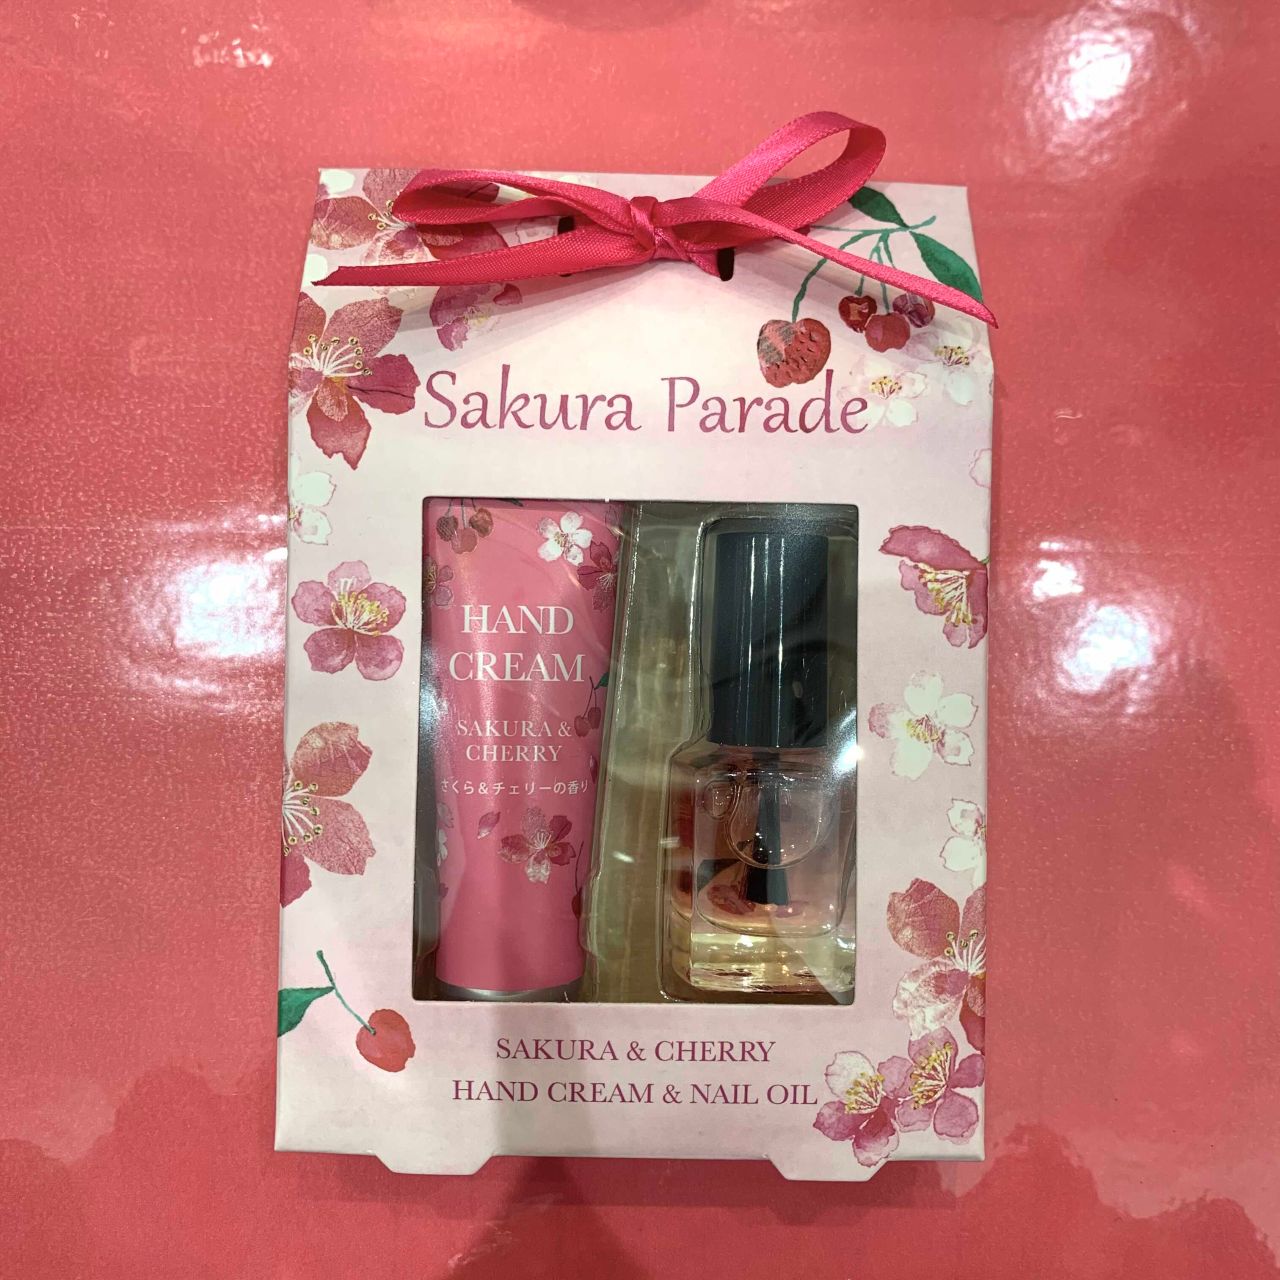 Sakura Parade
HAND
CREAM
SAKURA &
CHERRY
さくら&チェリーの香り
SAKURA & CHERRY
HAND CREAM & NAIL OIL